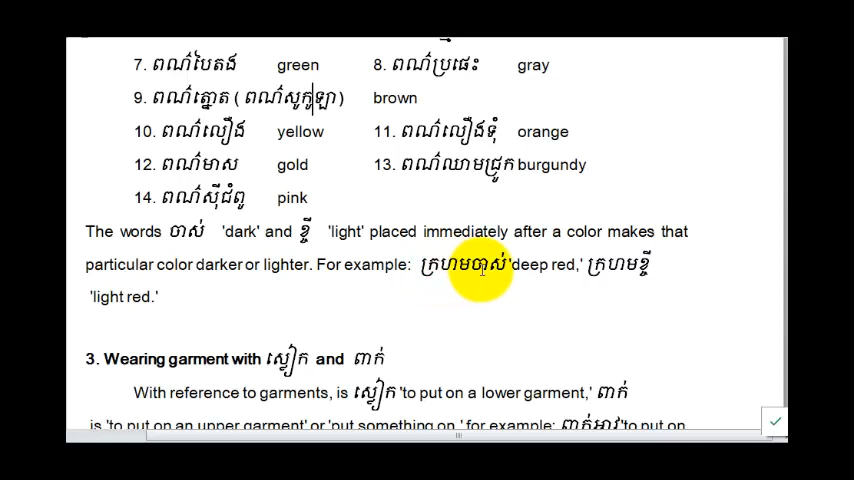 7. ពណ៌បៃតង green 8. ពណ៌ប្រផេះ gray
9. ពណ៌ត្នោត ( ពណ៌សូកូឡា) brown
10. ពណ៌លឿង yellow 11. ពណ៌លឿងទុំ orange
12. ពណ៌មាស gold 13. ពណ៌ឈាមជ្រូក burgundy
14. ពណ៌ស៊ីជំពូ pink
The words ចាស់ 'dark' and ខ្ចី 'light' placed immediately after a color makes that
particular color darker or lighter. For example: ក្រហមចាស់ 'deep red,' ក្រហមខ្ចី
'light red.'
3. Wearing garment with ស្លៀក and ពាក់
With reference to garments, is ស្លៀក 'to put on a lower garment,' ពាក់
is 'to put on an upper garment' or 'put something on,' for example: ពាក់អាវ 'to put on